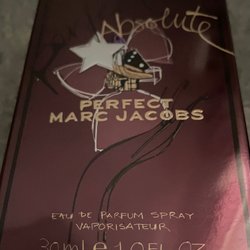 Absolute
PERFECT
MARC JACOBS
EAU DE PARFUM SPRAY
VAPORISATEUR
30ml e 1.0 FL.OZ.